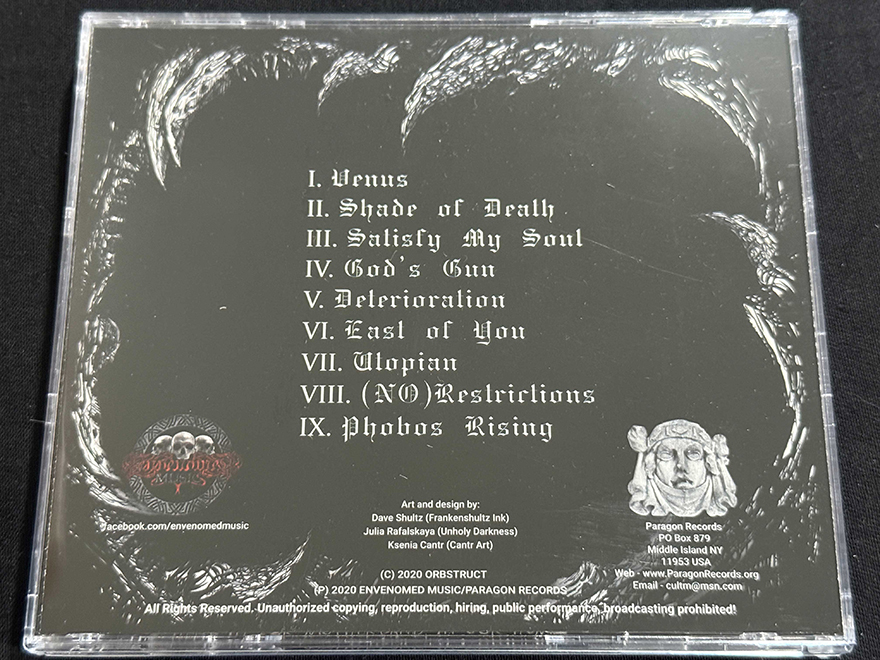 I. Venus
II. Shade of Death
III. Satisfy My Soul
IV. God's Gun
V. Deterioration
VI. East of You
VII. Utopian
VIII. (NO)Restrictions
IX. Phobos Rising
MUSIC
facebook.com/envenomedmusic
Art and design by:
Dave Shultz (Frankenshultz Ink)
Julia Rafalskaya (Unholy Darkness)
Ksenia Cantr (Cantr Art)
Paragon Records
PO Box 879
Middle Island NY
11953 USA
Web - www.ParagonRecords.org
Email - cultm@msn.com
(C) 2020 ORBSTRUCT
(P) 2020 ENVENOMED MUSIC/PARAGON RECORDS
All Rights Reserved. Unauthorized copying, reproduction, hiring, public performance, broadcasting prohibited!